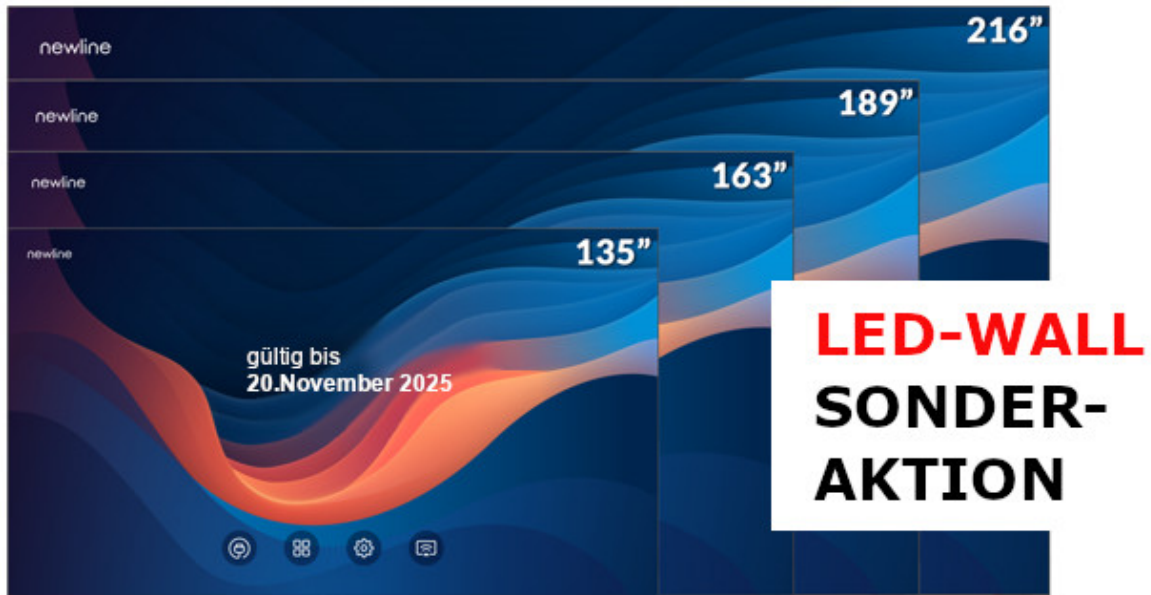 newline
216”
newline
189”
newline
163”
newline
135”
gültig bis
20.November 2025
LED-WALL
SONDER-
AKTION